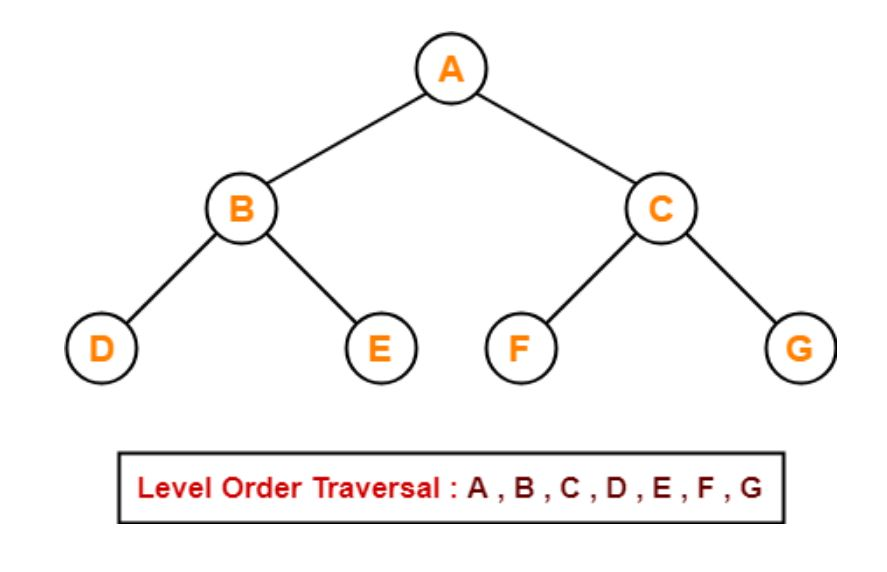 A
B
C
D
E
F
G
Level Order Traversal : A , B , C , D , E , F , G